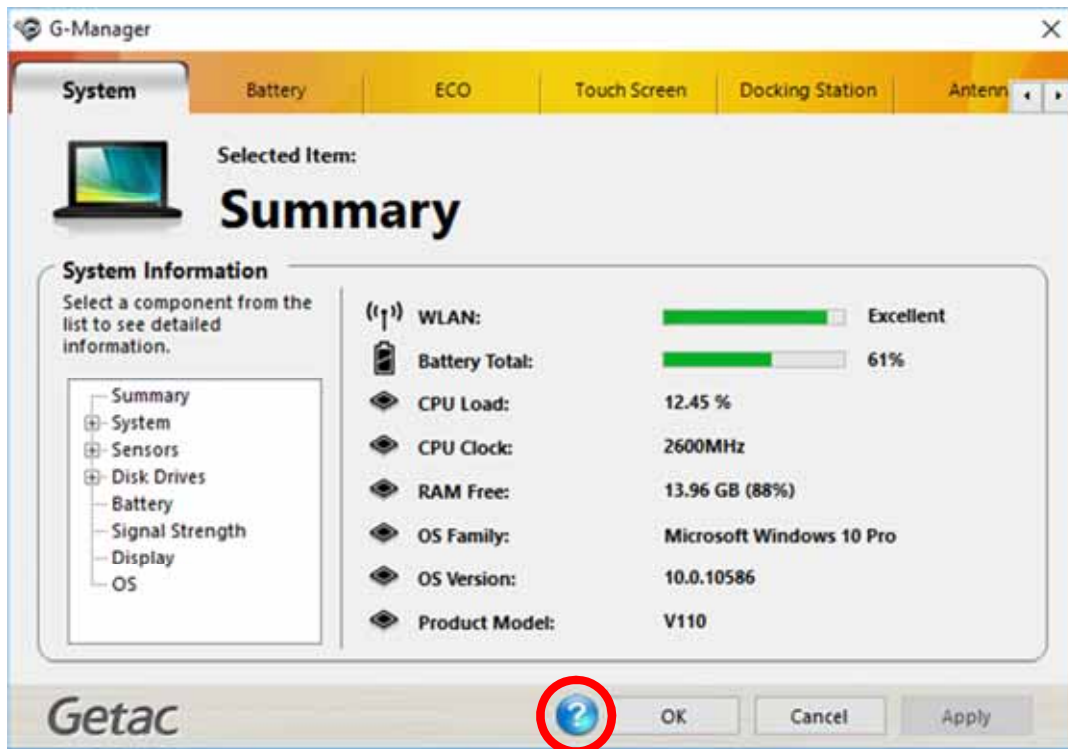 G-Manager
System
Battery
ECO
Touch Screen
Docking Station
Antenn
Selected Item:
Summary
System Information
Select a component from the
list to see detailed
information.
Summary
System
Sensors
Disk Drives
Battery
Signal Strength
Display
OS
WLAN: Excellent
Battery Total: 61%
CPU Load: 12.45 %
CPU Clock: 2600MHz
RAM Free: 13.96 GB (88%)
OS Family: Microsoft Windows 10 Pro
OS Version: 10.0.10586
Product Model: V110
Getac
?
OK
Cancel
Apply